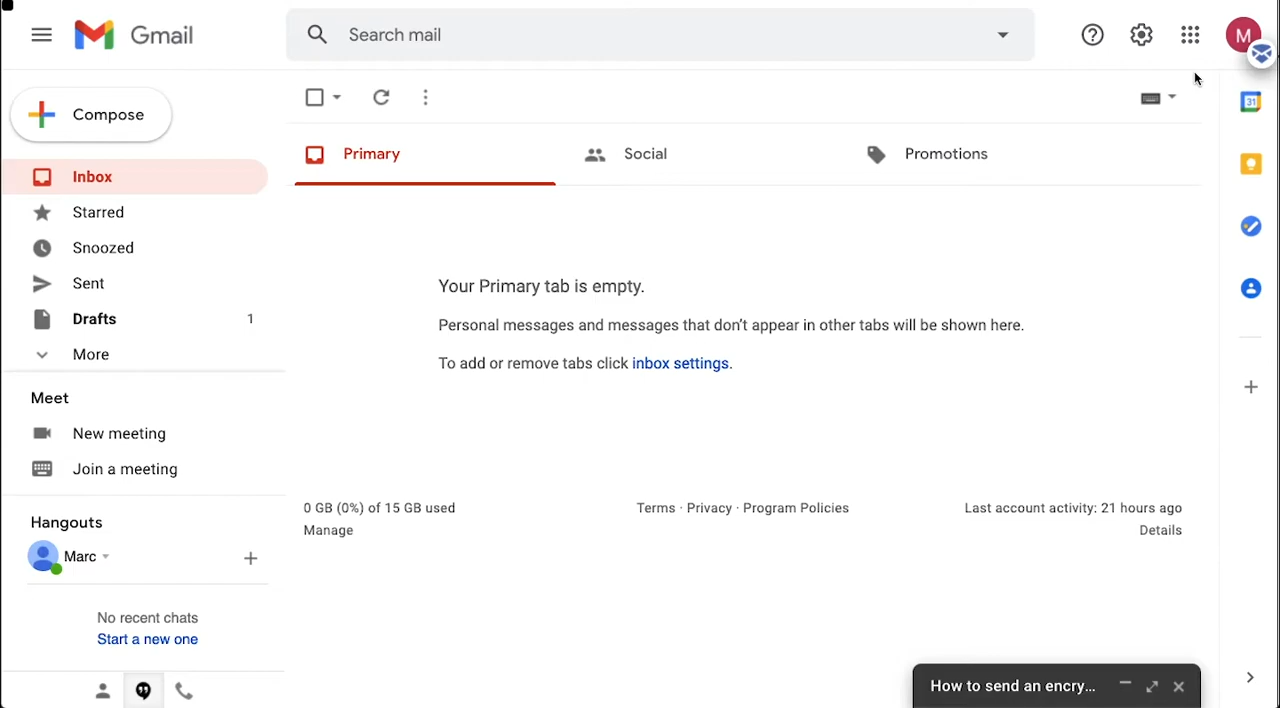 Gmail
Search mail
M
Compose
31
Primary
Social
Promotions
Inbox
Starred
Snoozed
Sent
Drafts 1
More
Your Primary tab is empty.
Personal messages and messages that don't appear in other tabs will be shown here.
To add or remove tabs click inbox settings.
Meet
New meeting
Join a meeting
Hangouts
Marc
No recent chats
Start a new one
0 GB (0%) of 15 GB used
Manage
Terms · Privacy · Program Policies
Last account activity: 21 hours ago
Details
How to send an encry...